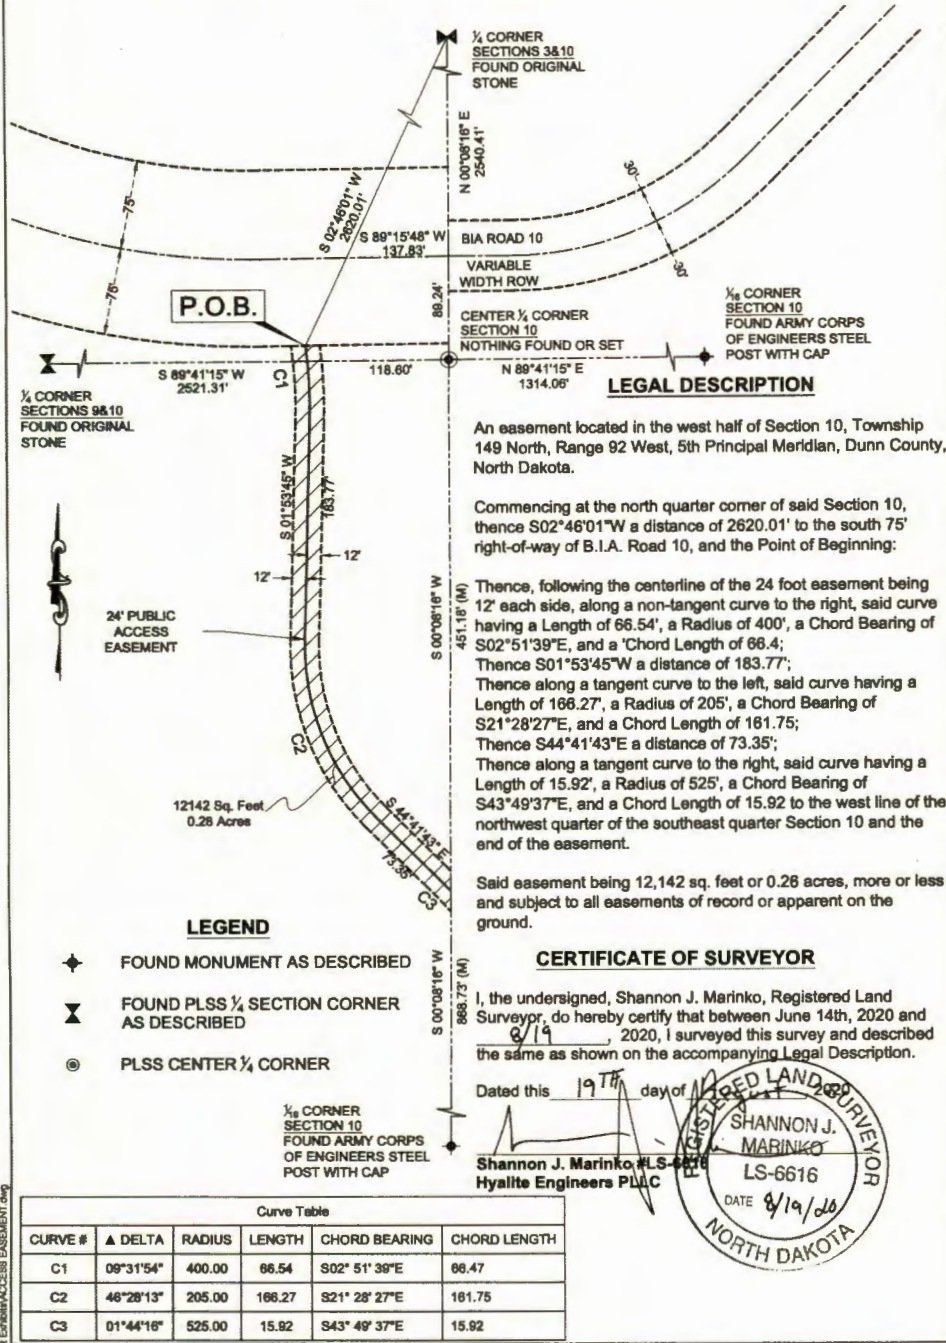 ¼ CORNER
SECTIONS 3&10
FOUND ORIGINAL
STONE
N 00°08'16" E
2540.41'
S 02°46'01" W
2620.01'
75'
75'
30'
30'
S 89°15'48" W
137.83'
BIA ROAD 10
VARIABLE
WIDTH ROW
89.24'
P.O.B.
CENTER ¼ CORNER
SECTION 10
NOTHING FOUND OR SET
1/16 CORNER
SECTION 10
FOUND ARMY CORPS
OF ENGINEERS STEEL
POST WITH CAP
S 89°41'15" W
2521.31'
118.60'
N 89°41'15" E
1314.06'
¼ CORNER
SECTIONS 9&10
FOUND ORIGINAL
STONE
C1
S 01°53'45" W
183.77'
12'
12'
24' PUBLIC
ACCESS
EASEMENT
S 00°08'16" W
451.18' (M)
C2
12142 Sq. Feet
0.28 Acres
S 44°41'43" E
73.35'
C3
S 00°08'16" W
868.73' (M)
LEGAL DESCRIPTION
An easement located in the west half of Section 10, Township
149 North, Range 92 West, 5th Principal Meridian, Dunn County,
North Dakota.
Commencing at the north quarter corner of said Section 10,
thence S02°46'01"W a distance of 2620.01' to the south 75'
right-of-way of B.I.A. Road 10, and the Point of Beginning:
Thence, following the centerline of the 24 foot easement being
12' each side, along a non-tangent curve to the right, said curve
having a Length of 66.54', a Radius of 400', a Chord Bearing of
S02°51'39"E, and a 'Chord Length of 66.4;
Thence S01°53'45"W a distance of 183.77';
Thence along a tangent curve to the left, said curve having a
Length of 166.27', a Radius of 205', a Chord Bearing of
S21°28'27"E, and a Chord Length of 161.75;
Thence S44°41'43"E a distance of 73.35';
Thence along a tangent curve to the right, said curve having a
Length of 15.92', a Radius of 525', a Chord Bearing of
S43°49'37"E, and a Chord Length of 15.92 to the west line of the
northwest quarter of the southeast quarter Section 10 and the
end of the easement.
Said easement being 12,142 sq. feet or 0.26 acres, more or less
and subject to all easements of record or apparent on the
ground.
LEGEND
FOUND MONUMENT AS DESCRIBED
FOUND PLSS ¼ SECTION CORNER
AS DESCRIBED
PLSS CENTER ¼ CORNER
1/16 CORNER
SECTION 10
FOUND ARMY CORPS
OF ENGINEERS STEEL
POST WITH CAP
CERTIFICATE OF SURVEYOR
I, the undersigned, Shannon J. Marinko, Registered Land
Surveyor, do hereby certify that between June 14th, 2020 and
8/19, 2020, I surveyed this survey and described
the same as shown on the accompanying Legal Description.
Dated this 19TH day of 2020
Shannon J. Marinko #LS-6616
Hyalite Engineers PLLC
REGISTERED LAND SURVEYOR
SHANNON J.
MARINKO
LS-6616
DATE 8/19/20
NORTH DAKOTA
Curve Table
CURVE # ▲ DELTA RADIUS LENGTH CHORD BEARING CHORD LENGTH
C1 09°31'54" 400.00 66.54 S02° 51' 39"E 66.47
C2 46°28'13" 205.00 166.27 S21° 28' 27"E 161.75
C3 01°44'16" 525.00 15.92 S43° 49' 37"E 15.92
ACCESS EASEMENT.dwg